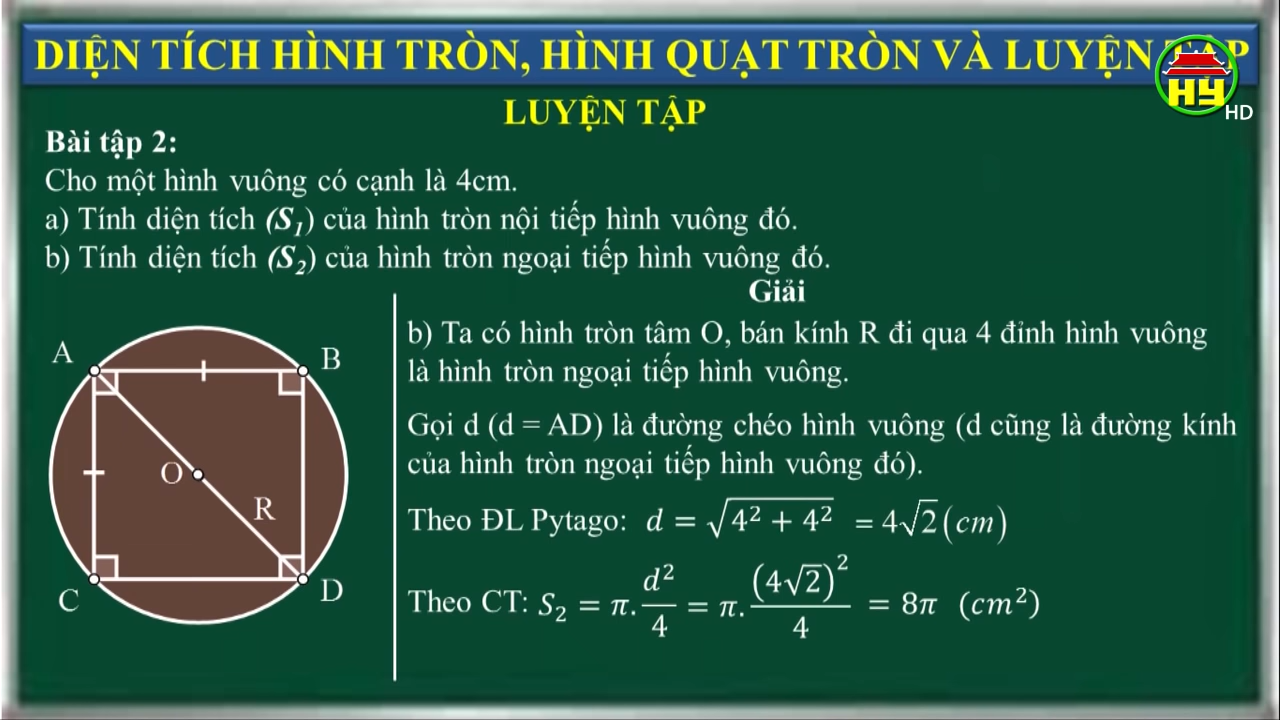 DIỆN TÍCH HÌNH TRÒN, HÌNH QUẠT TRÒN VÀ LUYỆN TẬP
HY
HD
LUYỆN TẬP
Bài tập 2:
Cho một hình vuông có cạnh là 4cm.
a) Tính diện tích (S₁) của hình tròn nội tiếp hình vuông đó.
b) Tính diện tích (S₂) của hình tròn ngoại tiếp hình vuông đó.
Giải
A
B
O
R
C
D
b) Ta có hình tròn tâm O, bán kính R đi qua 4 đỉnh hình vuông
là hình tròn ngoại tiếp hình vuông.
Gọi d (d = AD) là đường chéo hình vuông (d cũng là đường kính
của hình tròn ngoại tiếp hình vuông đó).
Theo ĐL Pytago: d = √(4² + 4²) = 4√2 (cm)
Theo CT: S₂ = π. d²/4 = π. (4√2)²/4 = 8π (cm²)